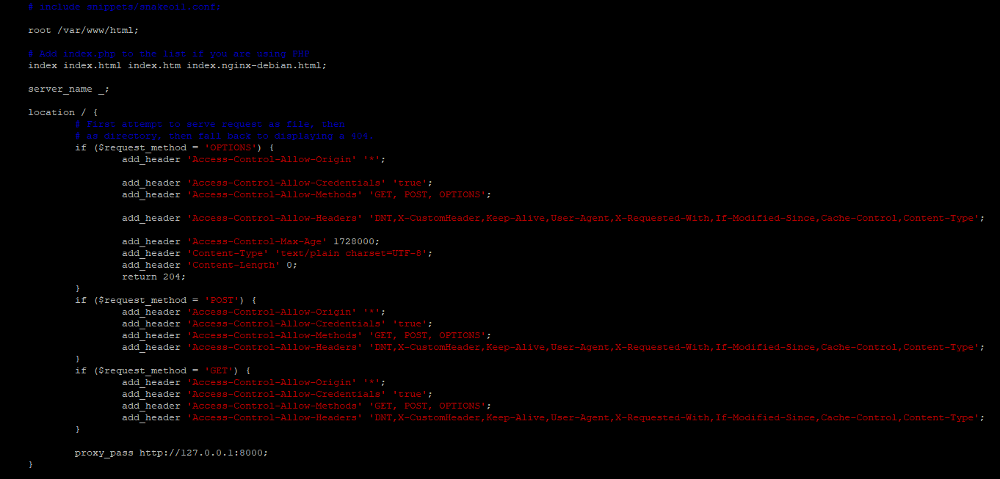 # include snippets/snakeoil.conf;
root /var/www/html;
# Add index.php to the list if you are using PHP
index index.html index.htm index.nginx-debian.html;
server_name _;
location / {
# First attempt to serve request as file, then
# as directory, then fall back to displaying a 404.
if ($request_method = 'OPTIONS') {
add_header 'Access-Control-Allow-Origin' '*';
add_header 'Access-Control-Allow-Credentials' 'true';
add_header 'Access-Control-Allow-Methods' 'GET, POST, OPTIONS';
add_header 'Access-Control-Allow-Headers' 'DNT,X-CustomHeader,Keep-Alive,User-Agent,X-Requested-With,If-Modified-Since,Cache-Control,Content-Type';
add_header 'Access-Control-Max-Age' 1728000;
add_header 'Content-Type' 'text/plain charset=UTF-8';
add_header 'Content-Length' 0;
return 204;
}
if ($request_method = 'POST') {
add_header 'Access-Control-Allow-Origin' '*';
add_header 'Access-Control-Allow-Credentials' 'true';
add_header 'Access-Control-Allow-Methods' 'GET, POST, OPTIONS';
add_header 'Access-Control-Allow-Headers' 'DNT,X-CustomHeader,Keep-Alive,User-Agent,X-Requested-With,If-Modified-Since,Cache-Control,Content-Type';
}
if ($request_method = 'GET') {
add_header 'Access-Control-Allow-Origin' '*';
add_header 'Access-Control-Allow-Credentials' 'true';
add_header 'Access-Control-Allow-Methods' 'GET, POST, OPTIONS';
add_header 'Access-Control-Allow-Headers' 'DNT,X-CustomHeader,Keep-Alive,User-Agent,X-Requested-With,If-Modified-Since,Cache-Control,Content-Type';
}
proxy_pass http://127.0.0.1:8000;
}